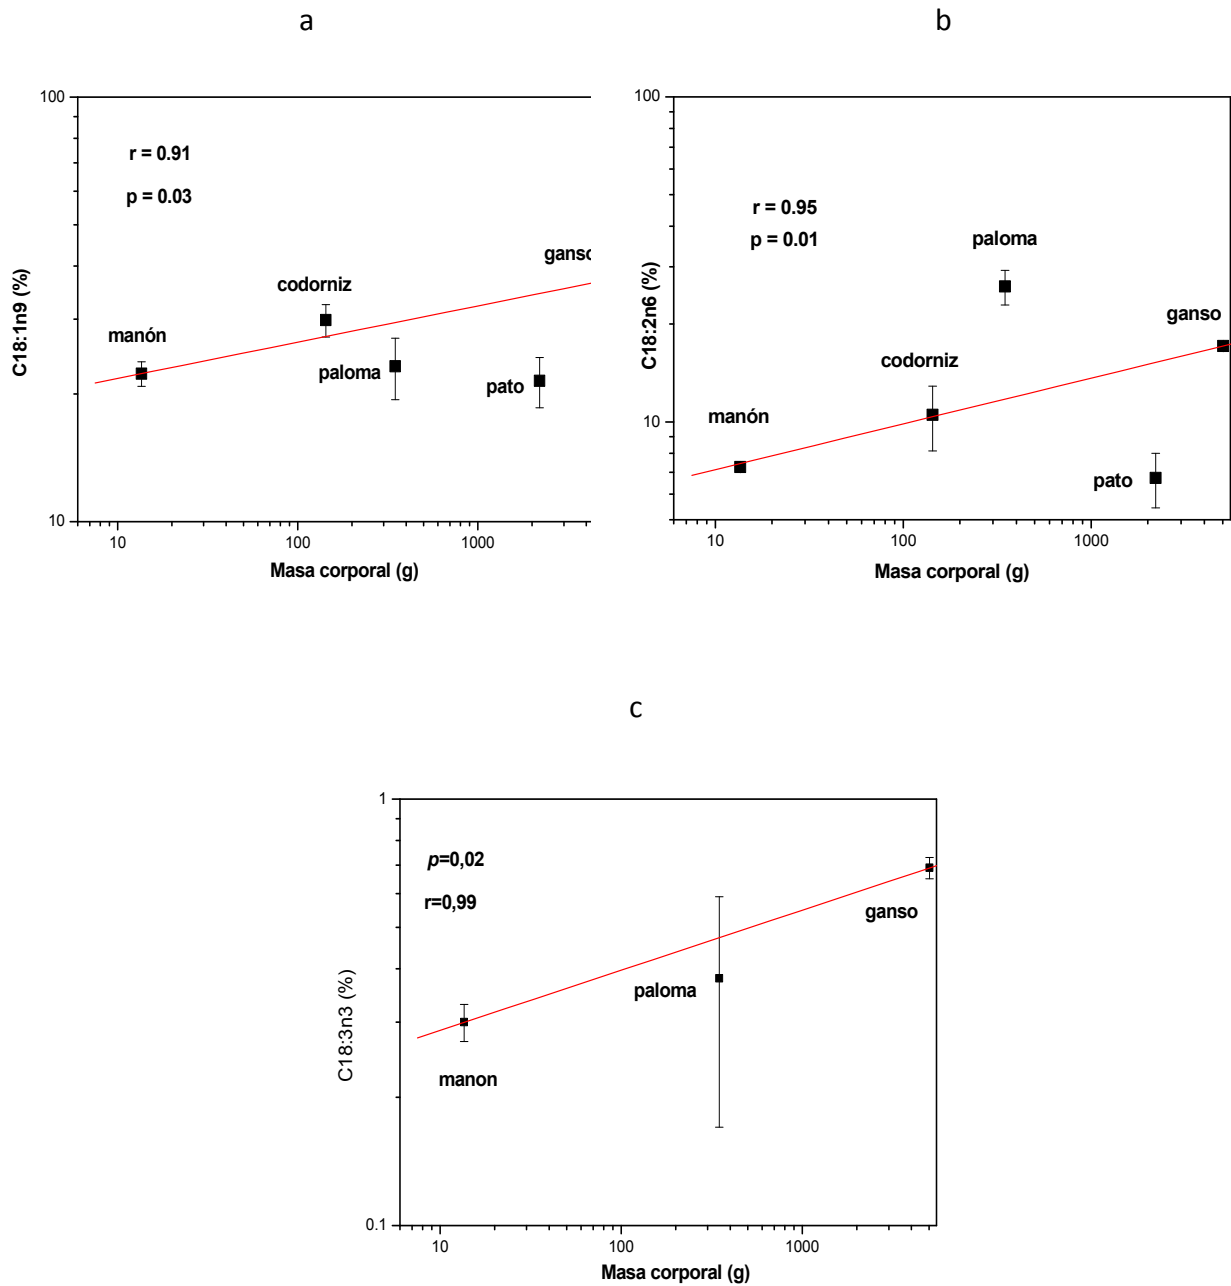 a
100
10
C18:1n9 (%)
r = 0.91
p = 0.03
manón
codorniz
paloma
pato
ganso
10
100
1000
Masa corporal (g)
b
100
10
C18:2n6 (%)
r = 0.95
p = 0.01
manón
codorniz
paloma
pato
ganso
10
100
1000
Masa corporal (g)
c
1
0.1
C18:3n3 (%)
p=0,02
r=0,99
manon
paloma
ganso
10
100
1000
Masa corporal (g)